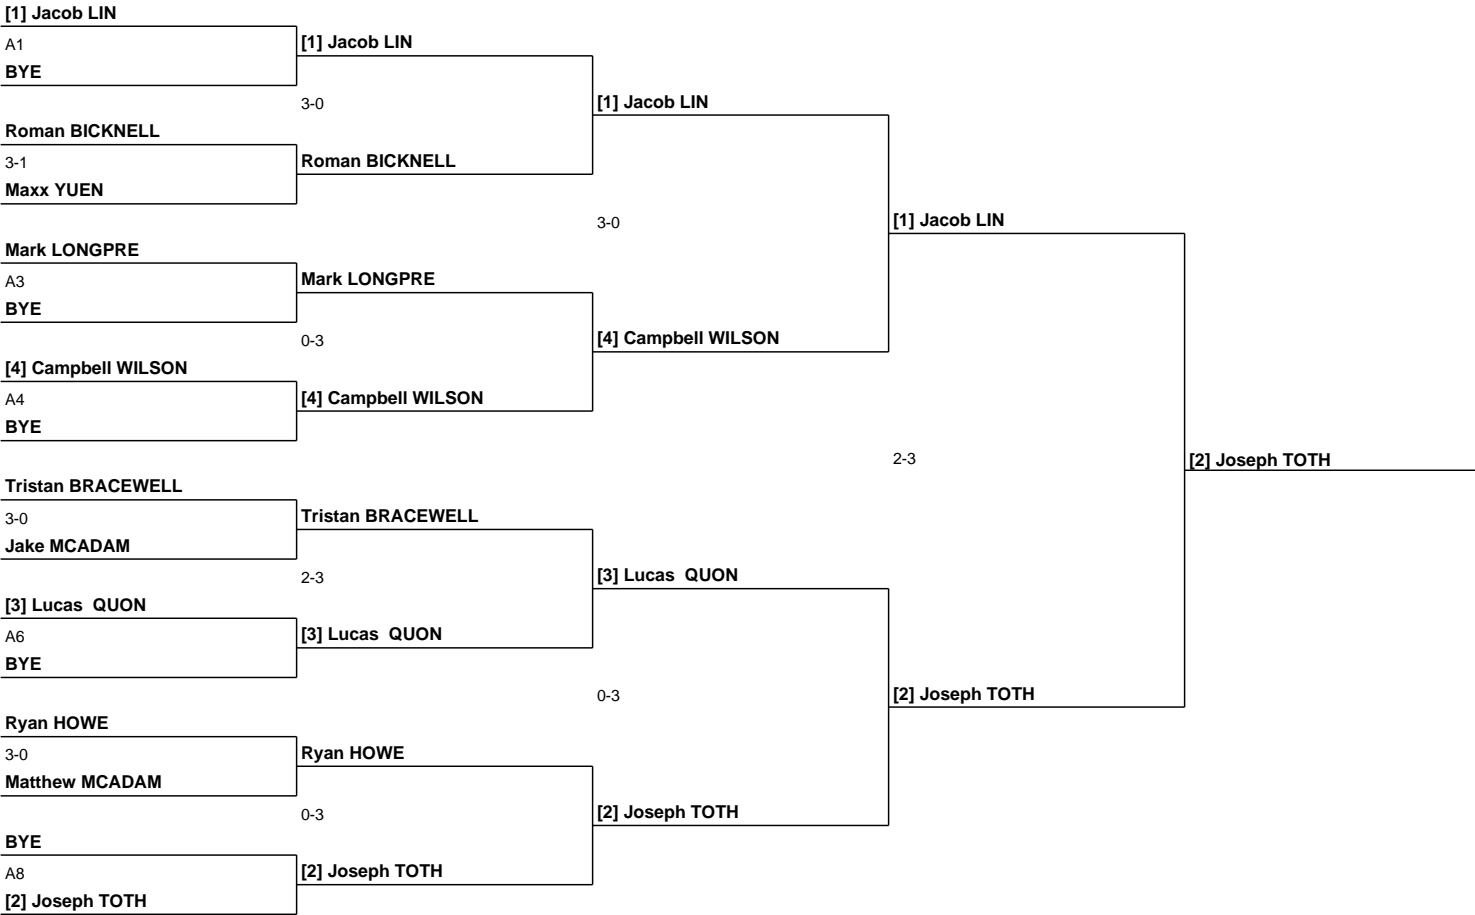 [1] Jacob LIN
A1
BYE
Roman BICKNELL
3-1
Maxx YUEN
Mark LONGPRE
A3
BYE
[4] Campbell WILSON
A4
BYE
Tristan BRACEWELL
3-0
Jake MCADAM
[3] Lucas  QUON
A6
BYE
Ryan HOWE
3-0
Matthew MCADAM
BYE
A8
[2] Joseph TOTH
[1] Jacob LIN
3-0
Roman BICKNELL
Mark LONGPRE
0-3
[4] Campbell WILSON
Tristan BRACEWELL
2-3
[3] Lucas  QUON
Ryan HOWE
0-3
[2] Joseph TOTH
[1] Jacob LIN
3-0
[4] Campbell WILSON
[3] Lucas  QUON
0-3
[2] Joseph TOTH
[1] Jacob LIN
2-3
[2] Joseph TOTH
[2] Joseph TOTH